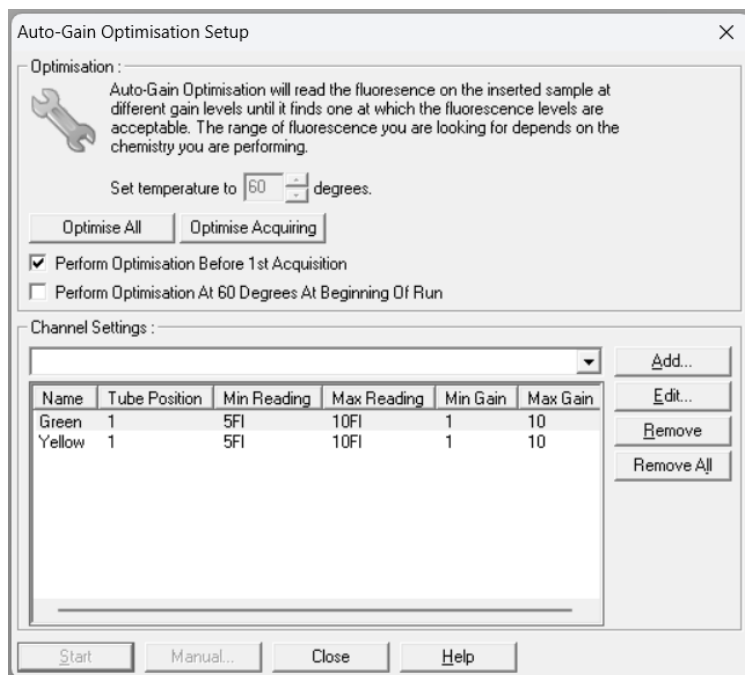 Auto-Gain Optimisation Setup
Optimisation :
Auto-Gain Optimisation will read the fluoresence on the inserted sample at
different gain levels until it finds one at which the fluorescence levels are
acceptable. The range of fluorescence you are looking for depends on the
chemistry you are performing.
Set temperature to 60 degrees.
Optimise All Optimise Acquiring
Perform Optimisation Before 1st Acquisition
Perform Optimisation At 60 Degrees At Beginning Of Run
Channel Settings :
Add...
Name Tube Position Min Reading Max Reading Min Gain Max Gain
Edit...
Green 1 5Fl 10Fl 1 10
Yellow 1 5Fl 10Fl 1 10
Remove
Remove All
Start Manual... Close Help